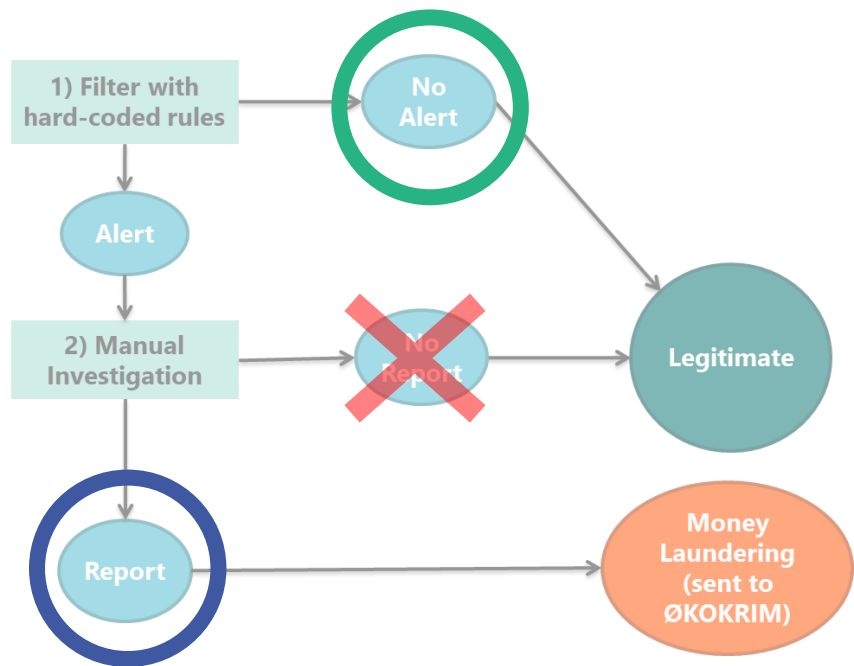 1) Filter with
hard-coded rules
No
Alert
Alert
2) Manual
Investigation
No
Report
Legitimate
Report
Money
Laundering
(sent to
ØKOKRIM)